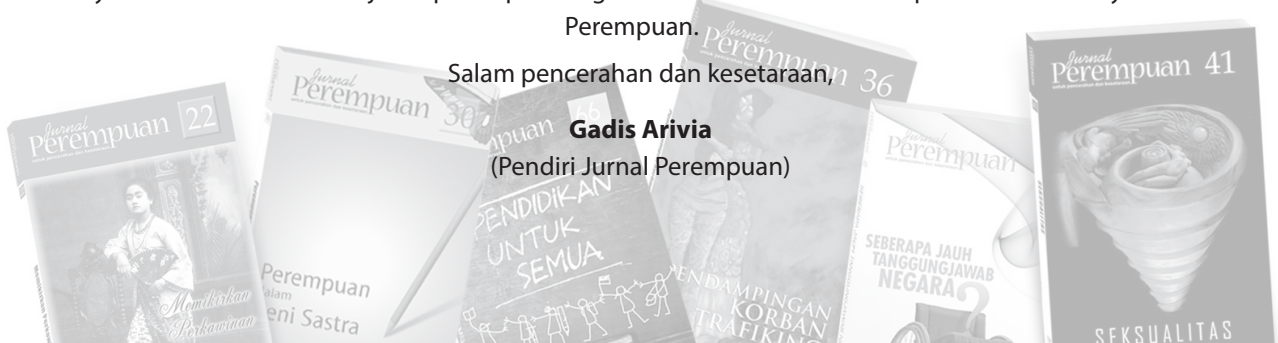 Perempuan.
Salam pencerahan dan kesetaraan,
Gadis Arivia
(Pendiri Jurnal Perempuan)
Jurnal
Perempuan 22
Memikirkan
Perkawinan
Jurnal
Perempuan 30
Perempuan
dalam
Seni Sastra
66
PENDIDIKAN
UNTUK
SEMUA
Jurnal
Perempuan 36
PENDAMPINGAN
KORBAN
TRAFIKING
Jurnal
Perempuan
SEBERAPA JAUH
TANGGUNGJAWAB
NEGARA?
Jurnal
Perempuan 41
SEKSUALITAS